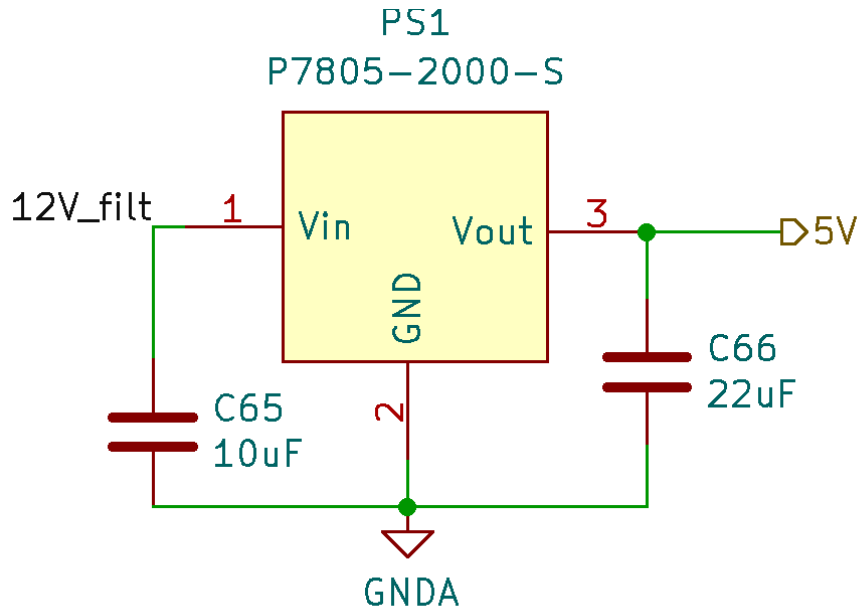 PS1
P7805-2000-S
12V_filt
1
Vin
Vout
3
5V
GND
2
C65
10uF
C66
22uF
GNDA